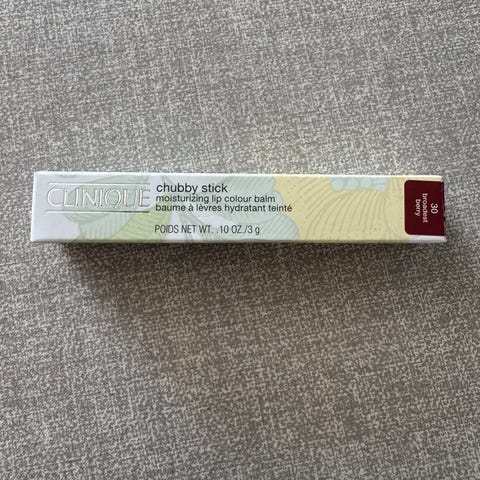 CLINIQUE
chubby stick
moisturizing lip colour balm
baume à lèvres hydratant teinté
POIDS NET WT. .10 OZ./3 g
30
broadest
berry